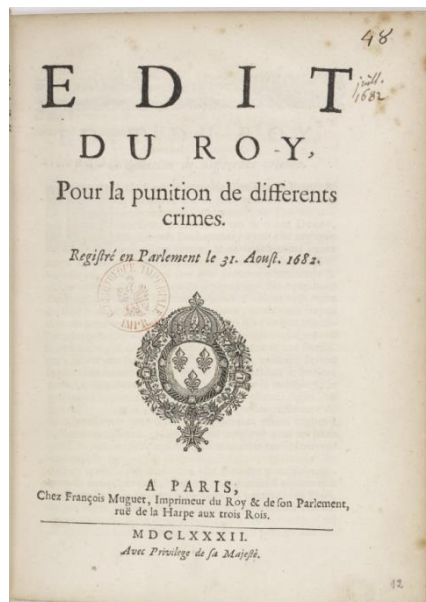 48
juill.
1682
EDIT
DU ROY,
Pour la punition de differents
crimes.
Regiſtré en Parlement le 31. Aouſt. 1682.
IMPR.
A PARIS,
Chez François Muguet, Imprimeur du Roy & de ſon Parlement,
ruë de la Harpe aux trois Rois.
MDCLXXXII.
Avec Privilege de ſa Majeſté.
12